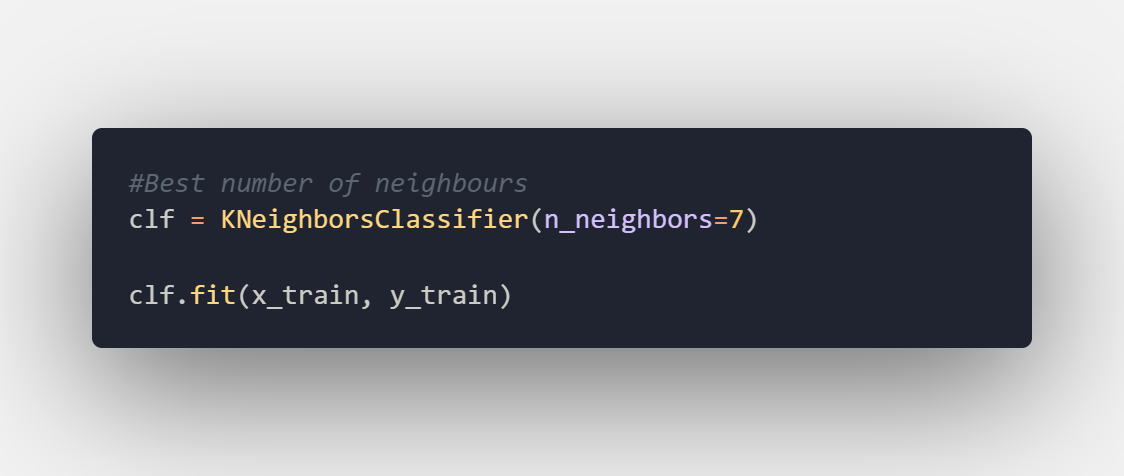 #Best number of neighbours
clf = KNeighborsClassifier(n_neighbors=7)
clf.fit(x_train, y_train)